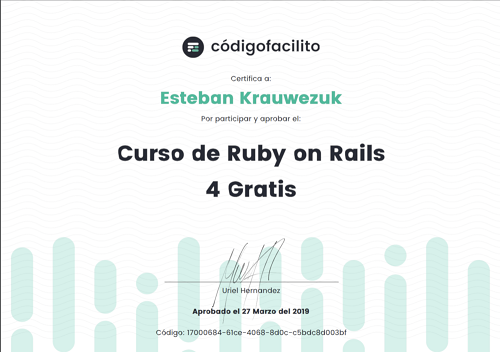 códigofacilito
Certifica a:
Esteban Krauwezuk
Por participar y aprobar el:
Curso de Ruby on Rails
4 Gratis
Uriel Hernandez
Aprobado el 27 Marzo del 2019
Código: 17000684-61ce-4068-8d0c-c5bdc8d003bf